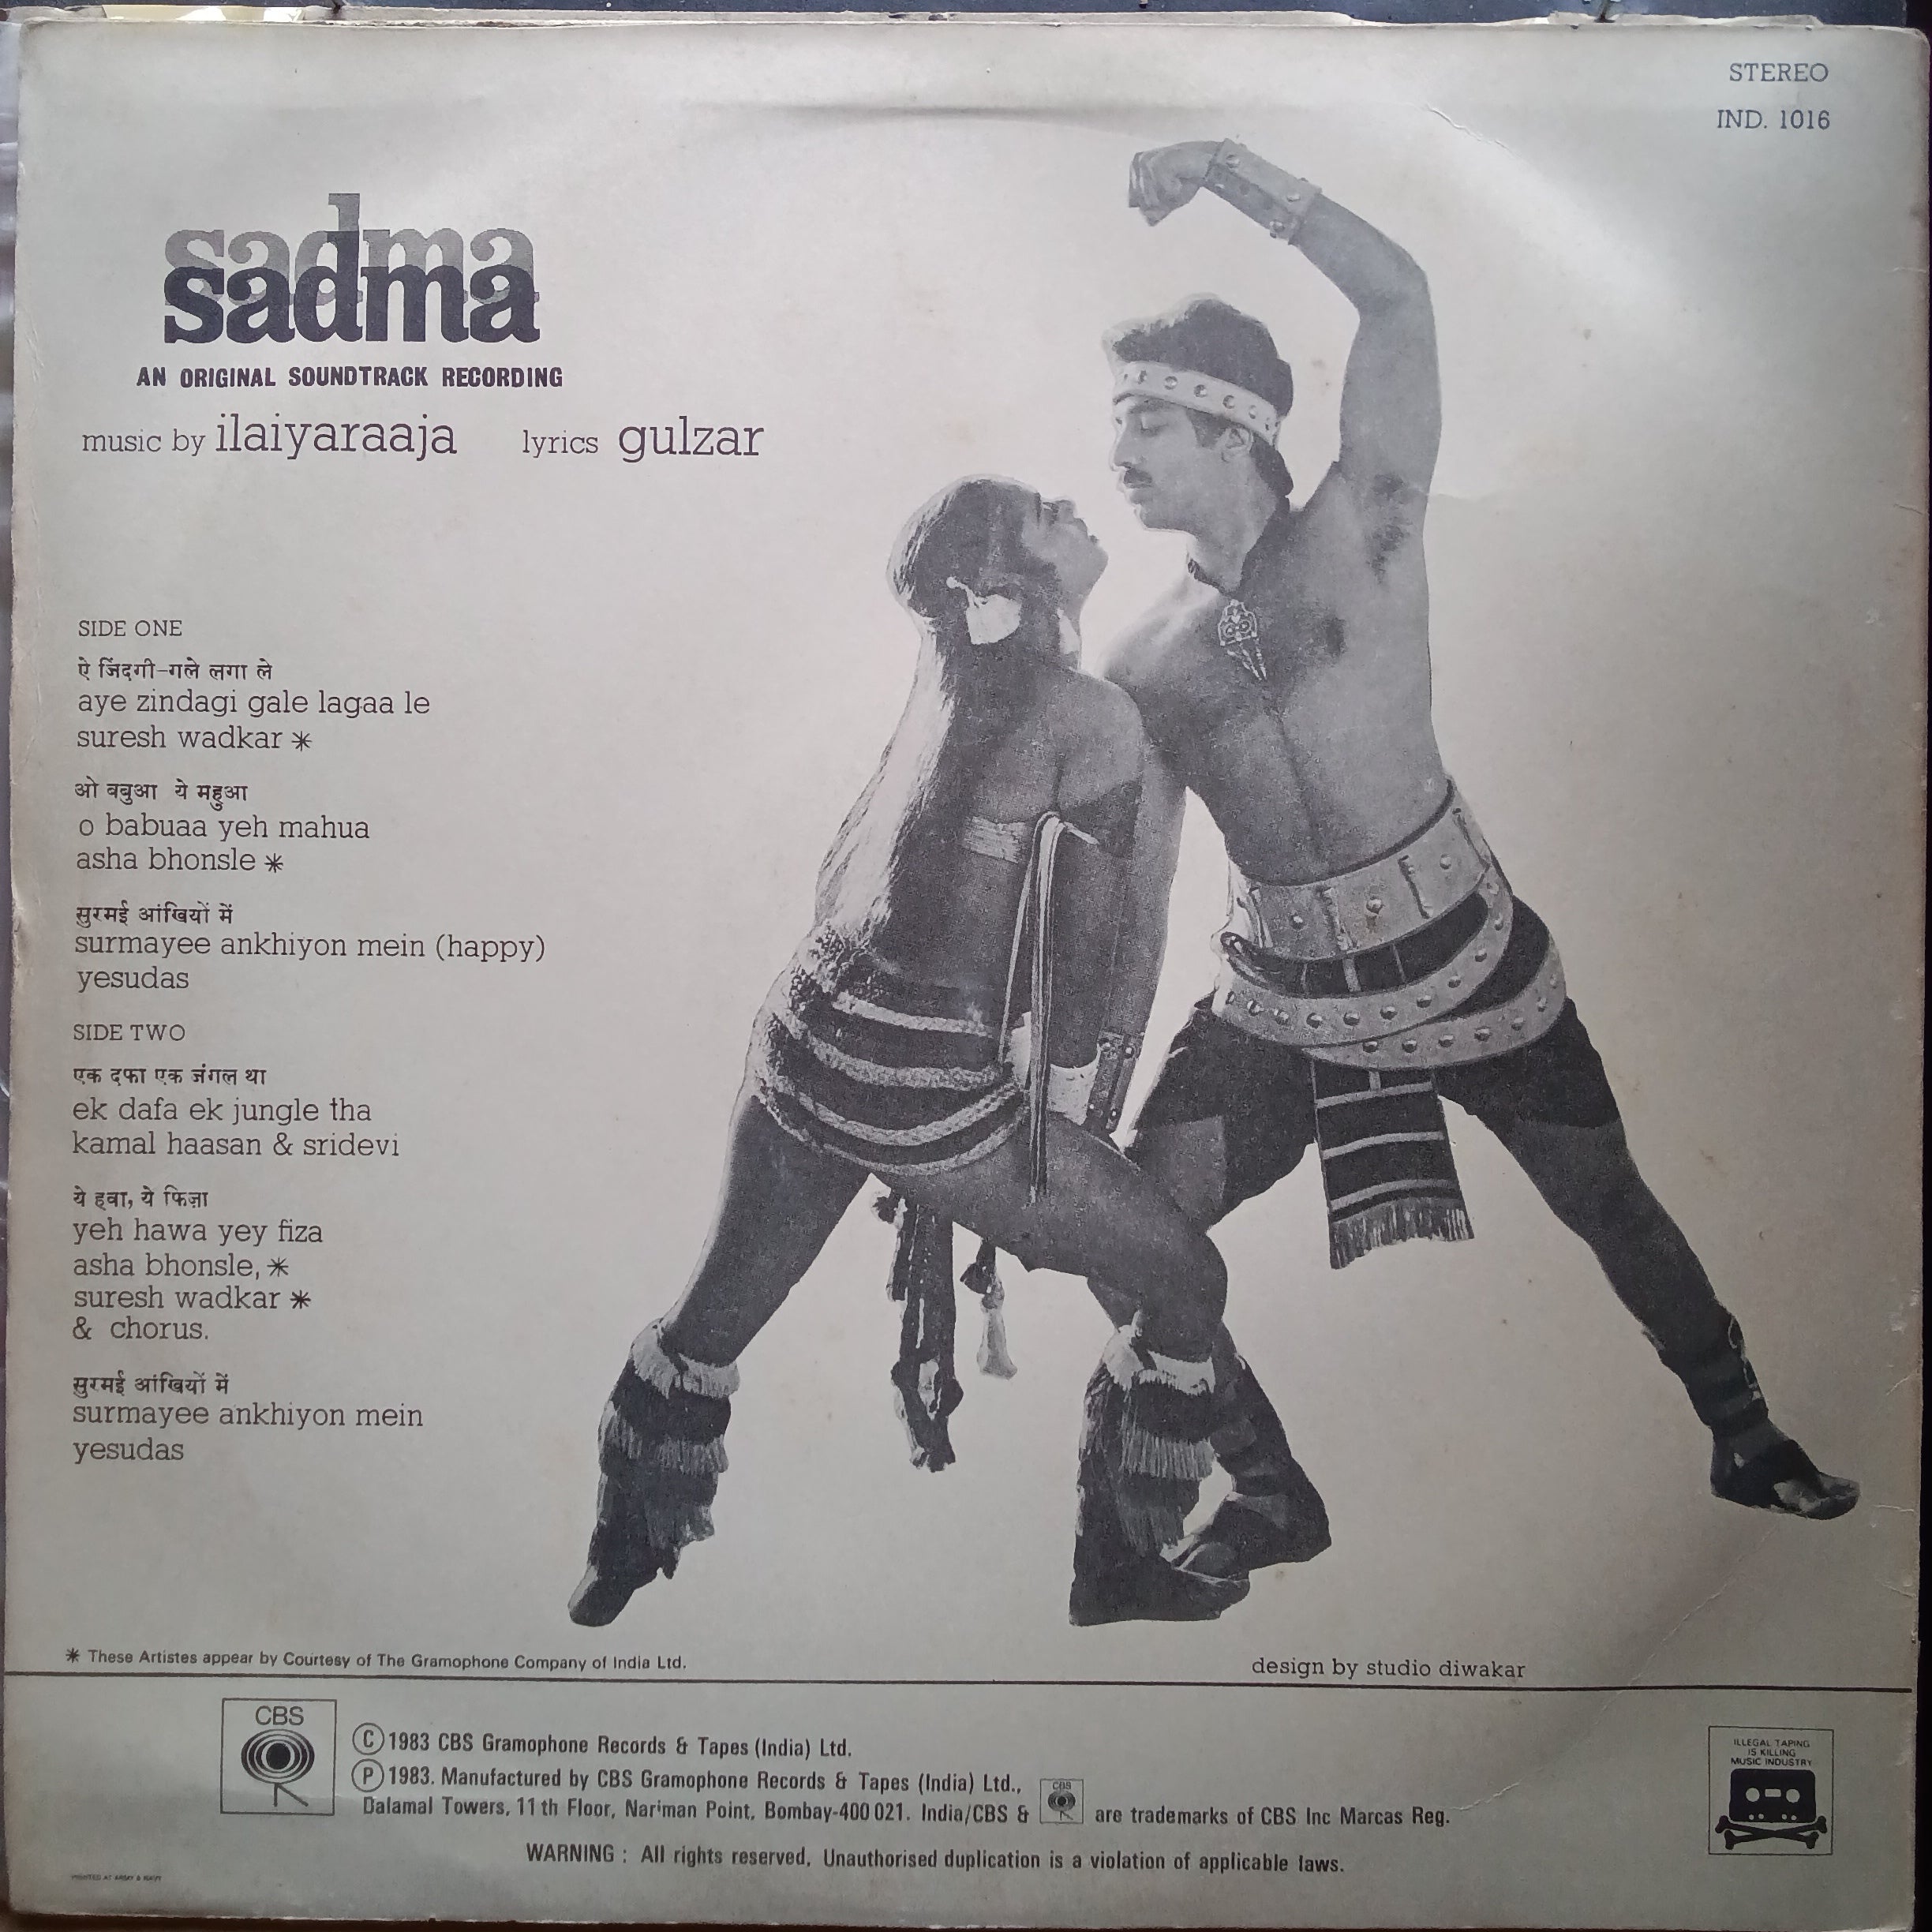 STEREO
IND. 1016
sadma
sadma
AN ORIGINAL SOUNDTRACK RECORDING
music by ilaiyaraaja lyrics gulzar
SIDE ONE
ऐ जिंदगी-गले लगा ले
aye zindagi gale lagaa le
suresh wadkar *
ओ बबुआ ये महुआ
o babuaa yeh mahua
asha bhonsle *
सुरमई आंखियों में
surmayee ankhiyon mein (happy)
yesudas
SIDE TWO
एक दफा एक जंगल था
ek dafa ek jungle tha
kamal haasan & sridevi
ये हवा, ये फिज़ा
yeh hawa yey fiza
asha bhonsle, *
suresh wadkar *
& chorus.
सुरमई आंखियों में
surmayee ankhiyon mein
yesudas
* These Artistes appear by Courtesy of The Gramophone Company of India Ltd.
design by studio diwakar
CBS
Ⓒ 1983 CBS Gramophone Records & Tapes (India) Ltd.
Ⓟ 1983. Manufactured by CBS Gramophone Records & Tapes (India) Ltd.,
Dalamal Towers, 11 th Floor, Nariman Point, Bombay-400 021. India/CBS & CBS are trademarks of CBS Inc Marcas Reg.
WARNING : All rights reserved. Unauthorised duplication is a violation of applicable laws.
ILLEGAL TAPING
IS KILLING
MUSIC INDUSTRY
PRINTED AT ARMY & NAVY